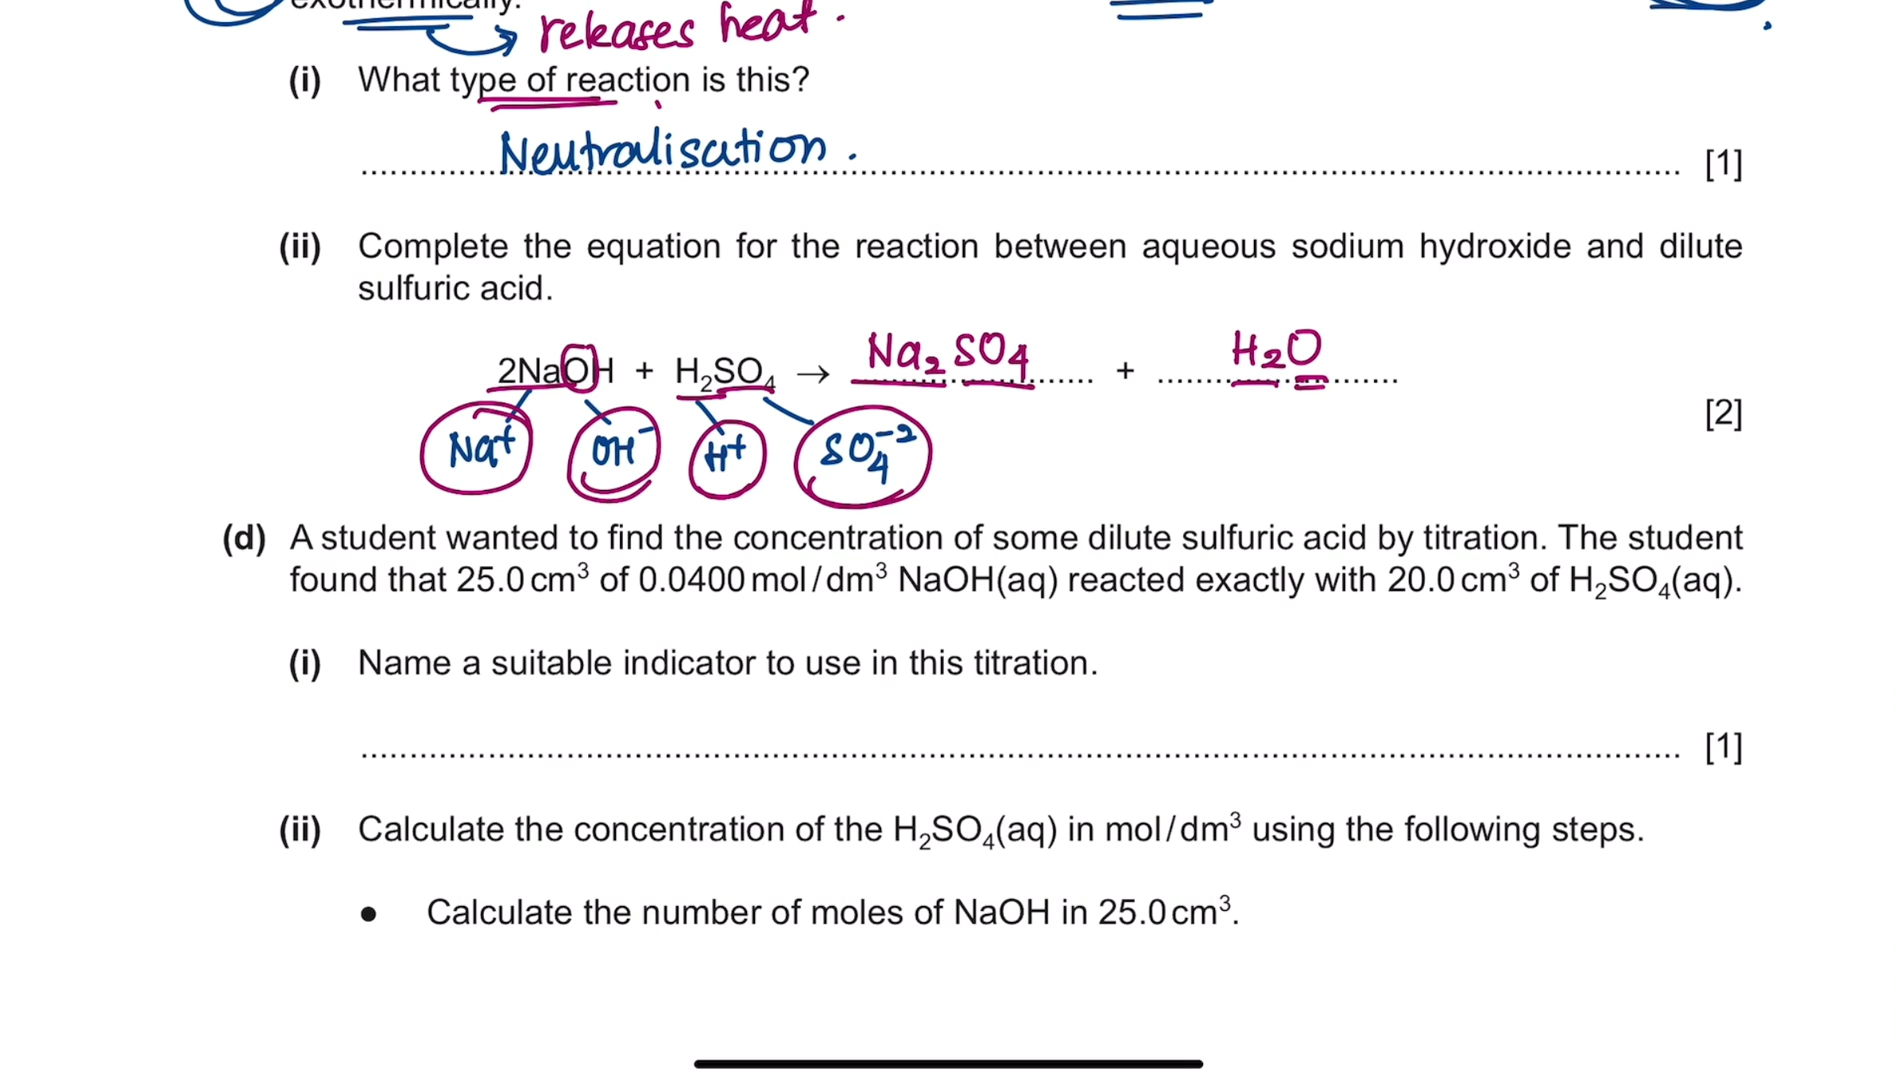 exothermically.
releases heat.
(i) What type of reaction is this?
Neutralisation.
[1]
(ii) Complete the equation for the reaction between aqueous sodium hydroxide and dilute
sulfuric acid.
2NaOH + H₂SO₄ → Na₂SO₄ + H₂O
[2]
Na⁺ OH⁻ H⁺ SO₄⁻²
(d) A student wanted to find the concentration of some dilute sulfuric acid by titration. The student
found that 25.0 cm³ of 0.0400 mol/dm³ NaOH(aq) reacted exactly with 20.0 cm³ of H₂SO₄(aq).
(i) Name a suitable indicator to use in this titration.
[1]
(ii) Calculate the concentration of the H₂SO₄(aq) in mol/dm³ using the following steps.
● Calculate the number of moles of NaOH in 25.0 cm³.